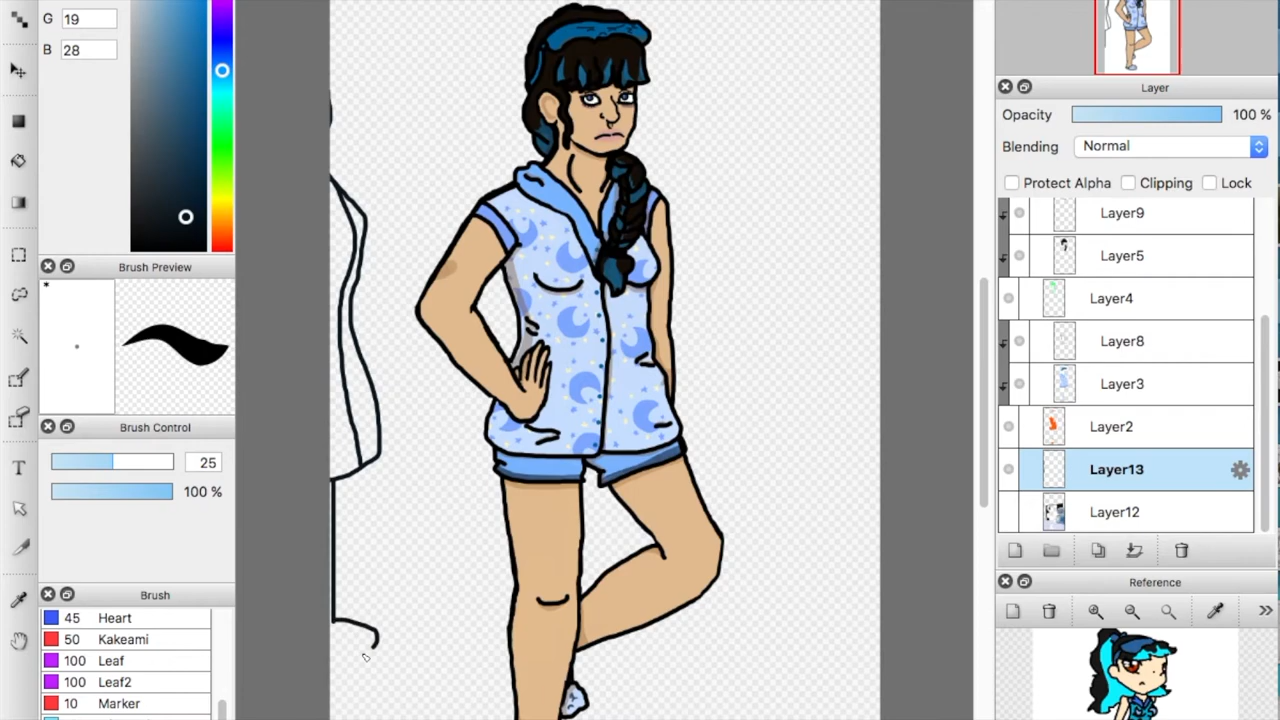 G 19
B 28
Brush Preview
*
Brush Control
25
100 %
Brush
45 Heart
50 Kakeami
100 Leaf
100 Leaf2
10 Marker
T
Layer
Opacity 100 %
Blending Normal
Protect Alpha Clipping Lock
Layer9
Layer5
Layer4
Layer8
Layer3
Layer2
Layer13
Layer12
Reference